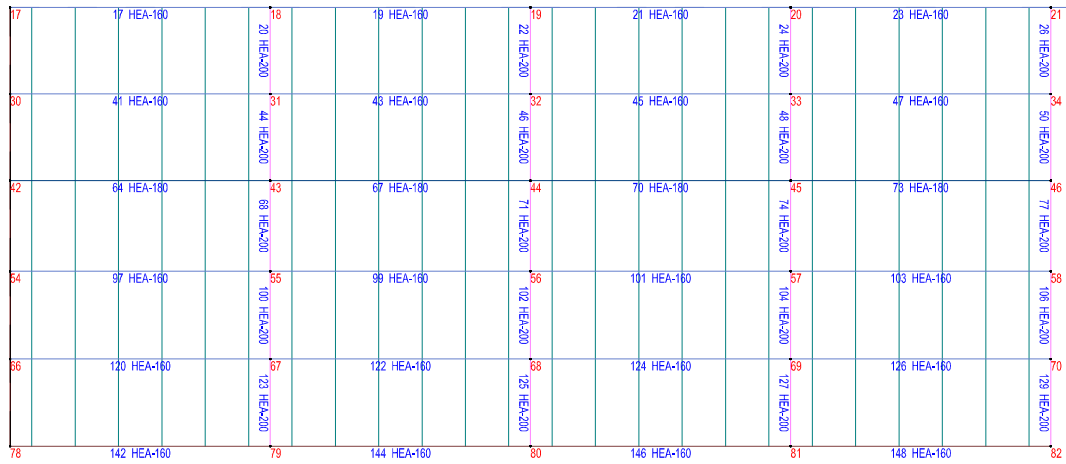 17 17 HEA-160 18 19 HEA-160 19 21 HEA-160 20 23 HEA-160 21
20 HEA-200 22 HEA-200 24 HEA-200 26 HEA-200
30 41 HEA-160 31 43 HEA-160 32 45 HEA-160 33 47 HEA-160 34
44 HEA-200 46 HEA-200 48 HEA-200 50 HEA-200
42 64 HEA-180 43 67 HEA-180 44 70 HEA-180 45 73 HEA-180 46
68 HEA-200 71 HEA-200 74 HEA-200 77 HEA-200
54 97 HEA-160 55 99 HEA-160 56 101 HEA-160 57 103 HEA-160 58
100 HEA-200 102 HEA-200 104 HEA-200 106 HEA-200
66 120 HEA-160 67 122 HEA-160 68 124 HEA-160 69 126 HEA-160 70
123 HEA-200 125 HEA-200 127 HEA-200 129 HEA-200
78 142 HEA-160 79 144 HEA-160 80 146 HEA-160 81 148 HEA-160 82